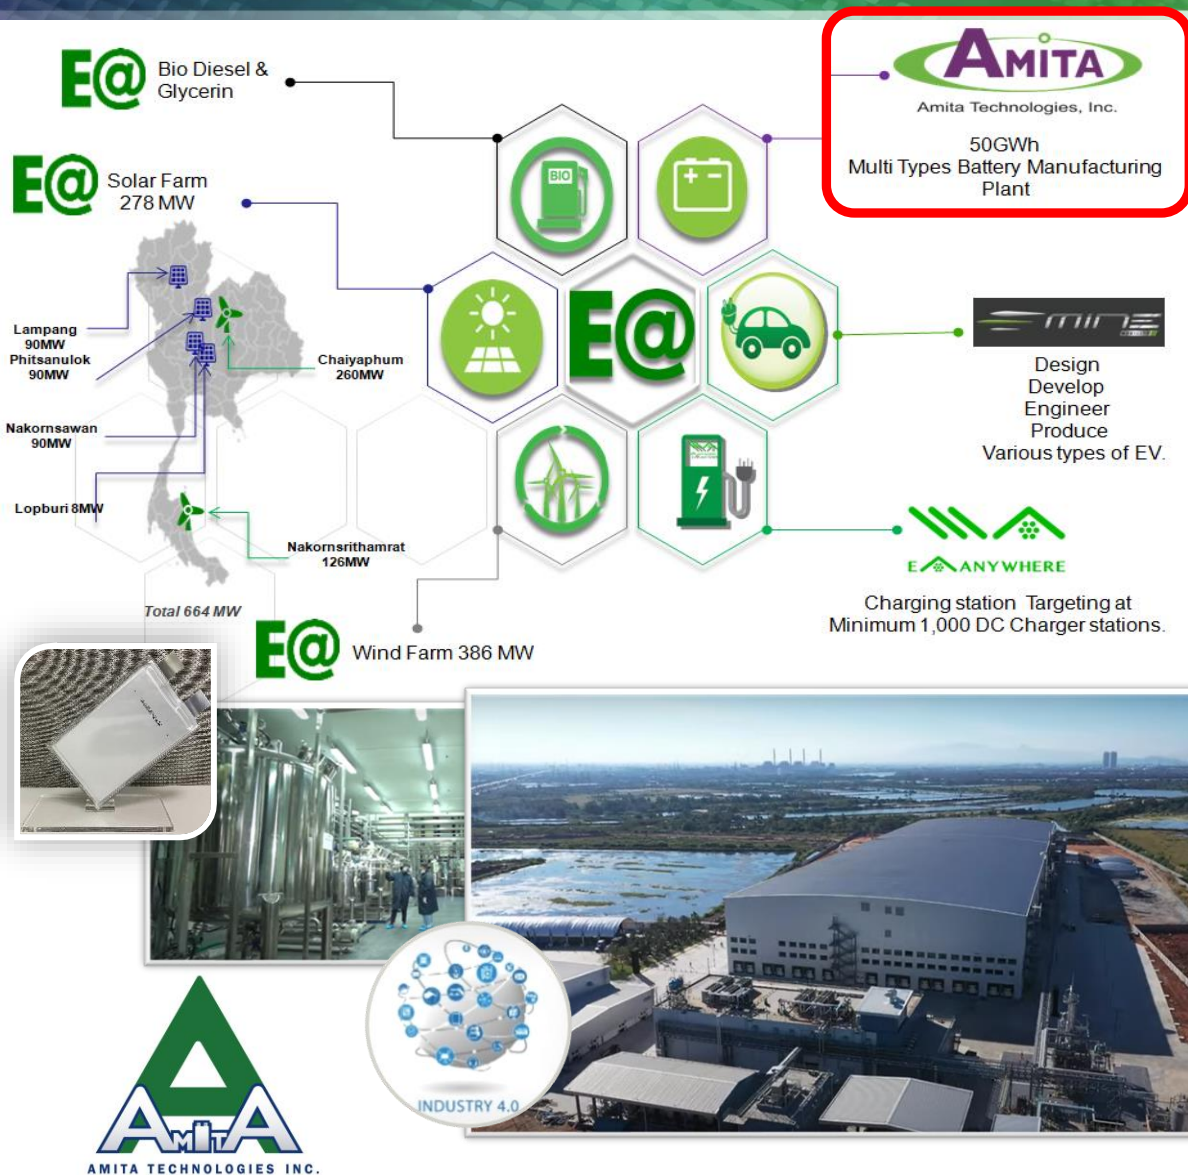 E@ Bio Diesel &
Glycerin
AMITA
Amita Technologies, Inc.
50GWh
Multi Types Battery Manufacturing
Plant
E@ Solar Farm
278 MW
BIO
E@
Lampang
90MW
Phitsanulok
90MW
Chaiyaphum
260MW
Nakornsawan
90MW
Lopburi 8MW
Nakornsrithamrat
126MW
Total 664 MW
E@ Wind Farm 386 MW
MINE
Design
Develop
Engineer
Produce
Various types of EV.
EA ANYWHERE
Charging station Targeting at
Minimum 1,000 DC Charger stations.
INDUSTRY 4.0
AMITA
AMITA TECHNOLOGIES INC.